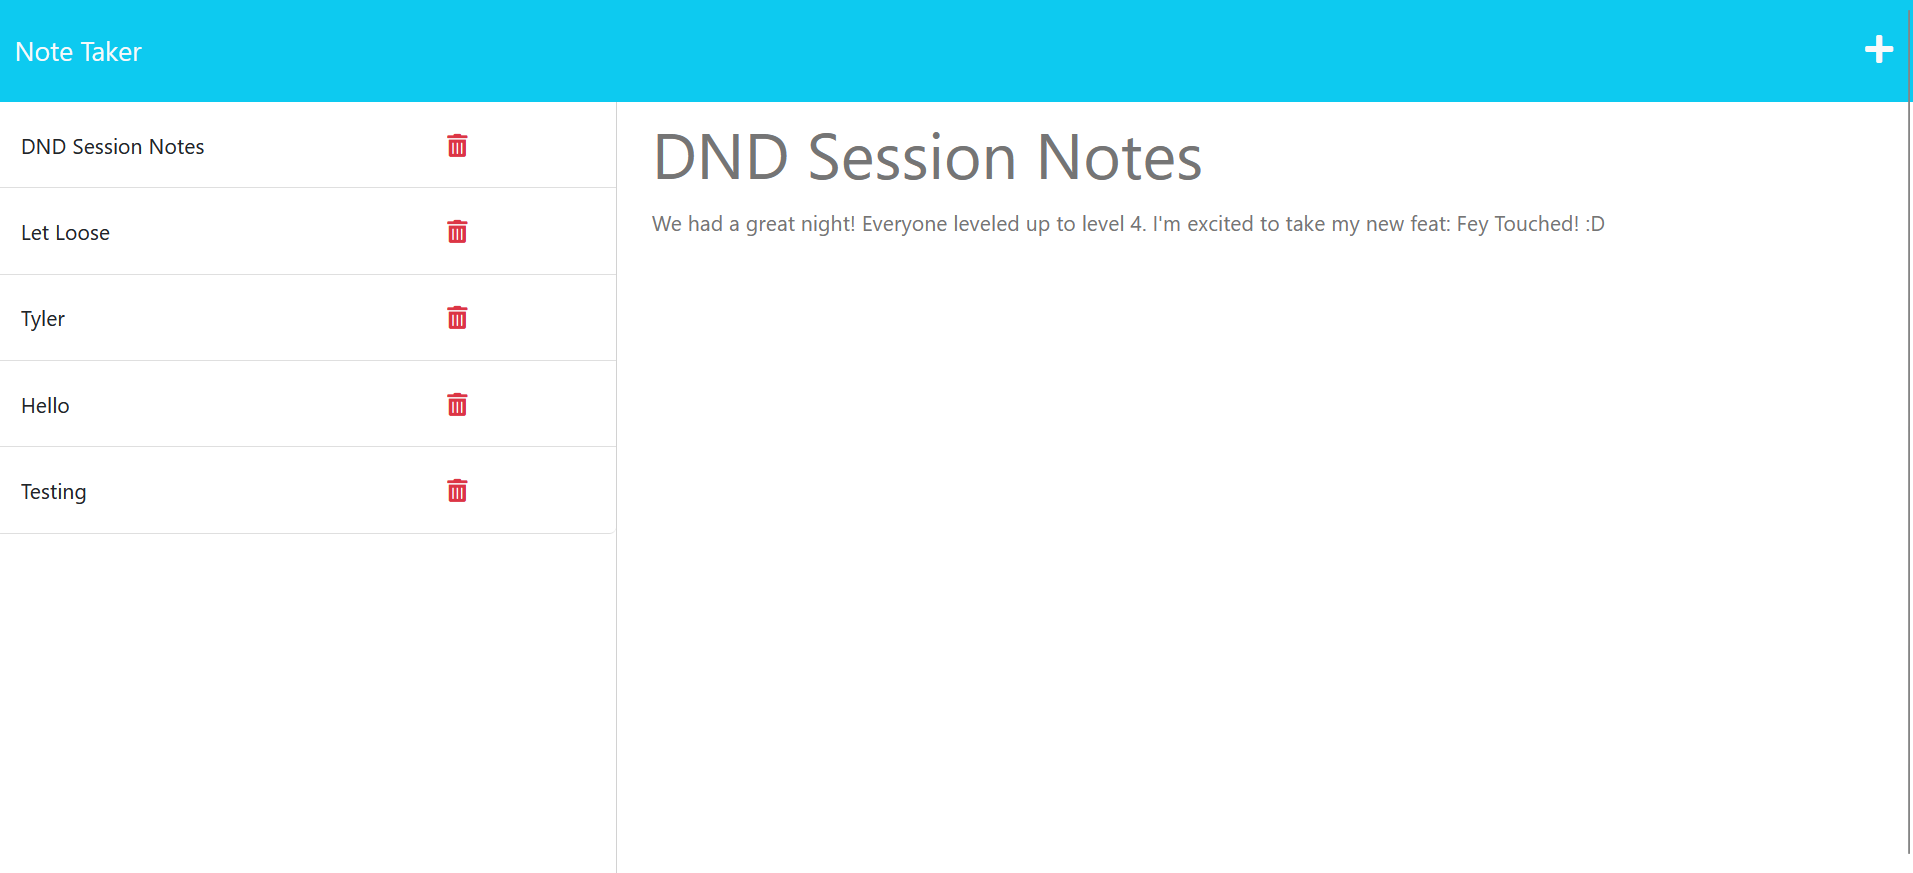 Note Taker
DND Session Notes
Let Loose
Tyler
Hello
Testing
DND Session Notes
We had a great night! Everyone leveled up to level 4. I'm excited to take my new feat: Fey Touched! :D